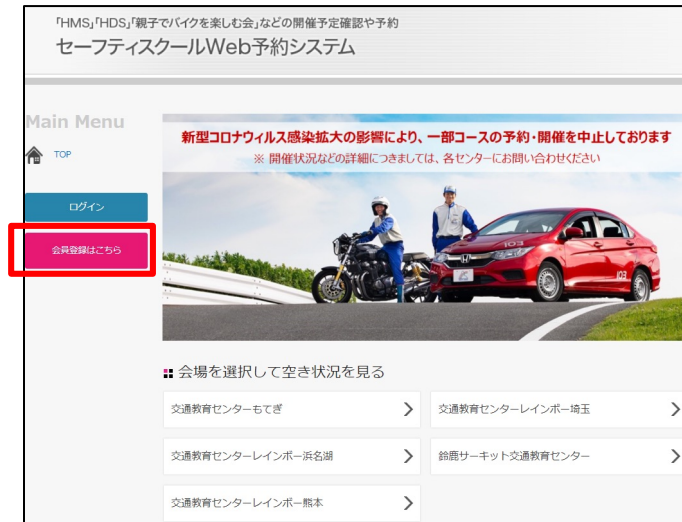 「HMS」「HDS」「親子でバイクを楽しむ会」などの開催予定確認や予約
セーフティスクールWeb予約システム
Main Menu
TOP
ログイン
会員登録はこちら
新型コロナウィルス感染拡大の影響により、一部コースの予約・開催を中止しております
※ 開催状況などの詳細につきましては、各センターにお問い合わせください
103
103
会場を選択して空き状況を見る
交通教育センターもてぎ
交通教育センターレインボー埼玉
交通教育センターレインボー浜名湖
鈴鹿サーキット交通教育センター
交通教育センターレインボー熊本